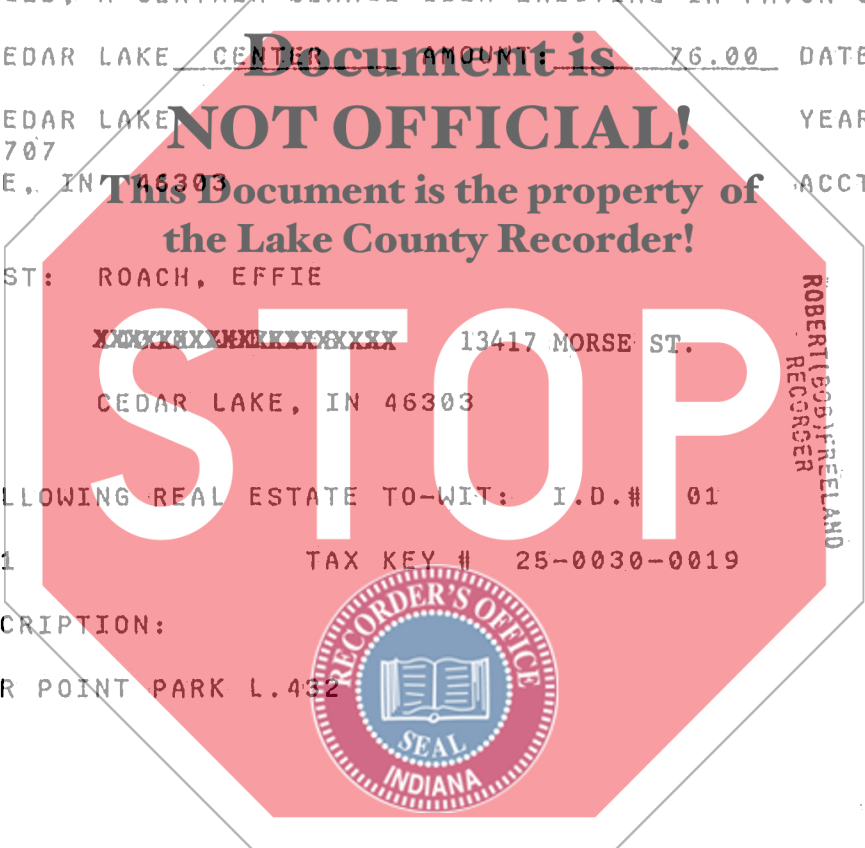 EDAR LAKE CENTER AMOUNT: 76.00 DATE
Document is
EDAR LAKE YEAR
NOT OFFICIAL!
707
E, IN 46303 ACCT
This Document is the property of
the Lake County Recorder!
ST: ROACH, EFFIE
13417 MORSE ST.
CEDAR LAKE, IN 46303
STOP
ROBERT(BOB)FREELAND
RECORDER
LLOWING REAL ESTATE TO-WIT: I.D.# 01
1 TAX KEY # 25-0030-0019
CRIPTION:
R POINT PARK L.432
RECORDER'S OFFICE
SEAL
INDIANA